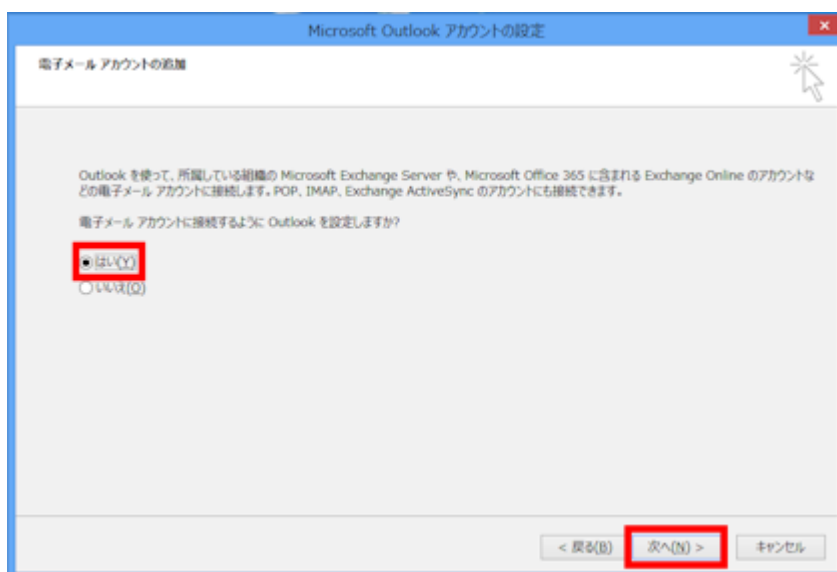 Microsoft Outlook アカウントの設定
電子メール アカウントの追加
Outlook を使って、所属している組織の Microsoft Exchange Server や、Microsoft Office 365 に含まれる Exchange Online のアカウントな
どの電子メール アカウントに接続します。POP、IMAP、Exchange ActiveSync のアカウントにも接続できます。
電子メール アカウントに接続するように Outlook を設定しますか?
はい(Y)
いいえ(O)
< 戻る(B) 次へ(N) > キャンセル